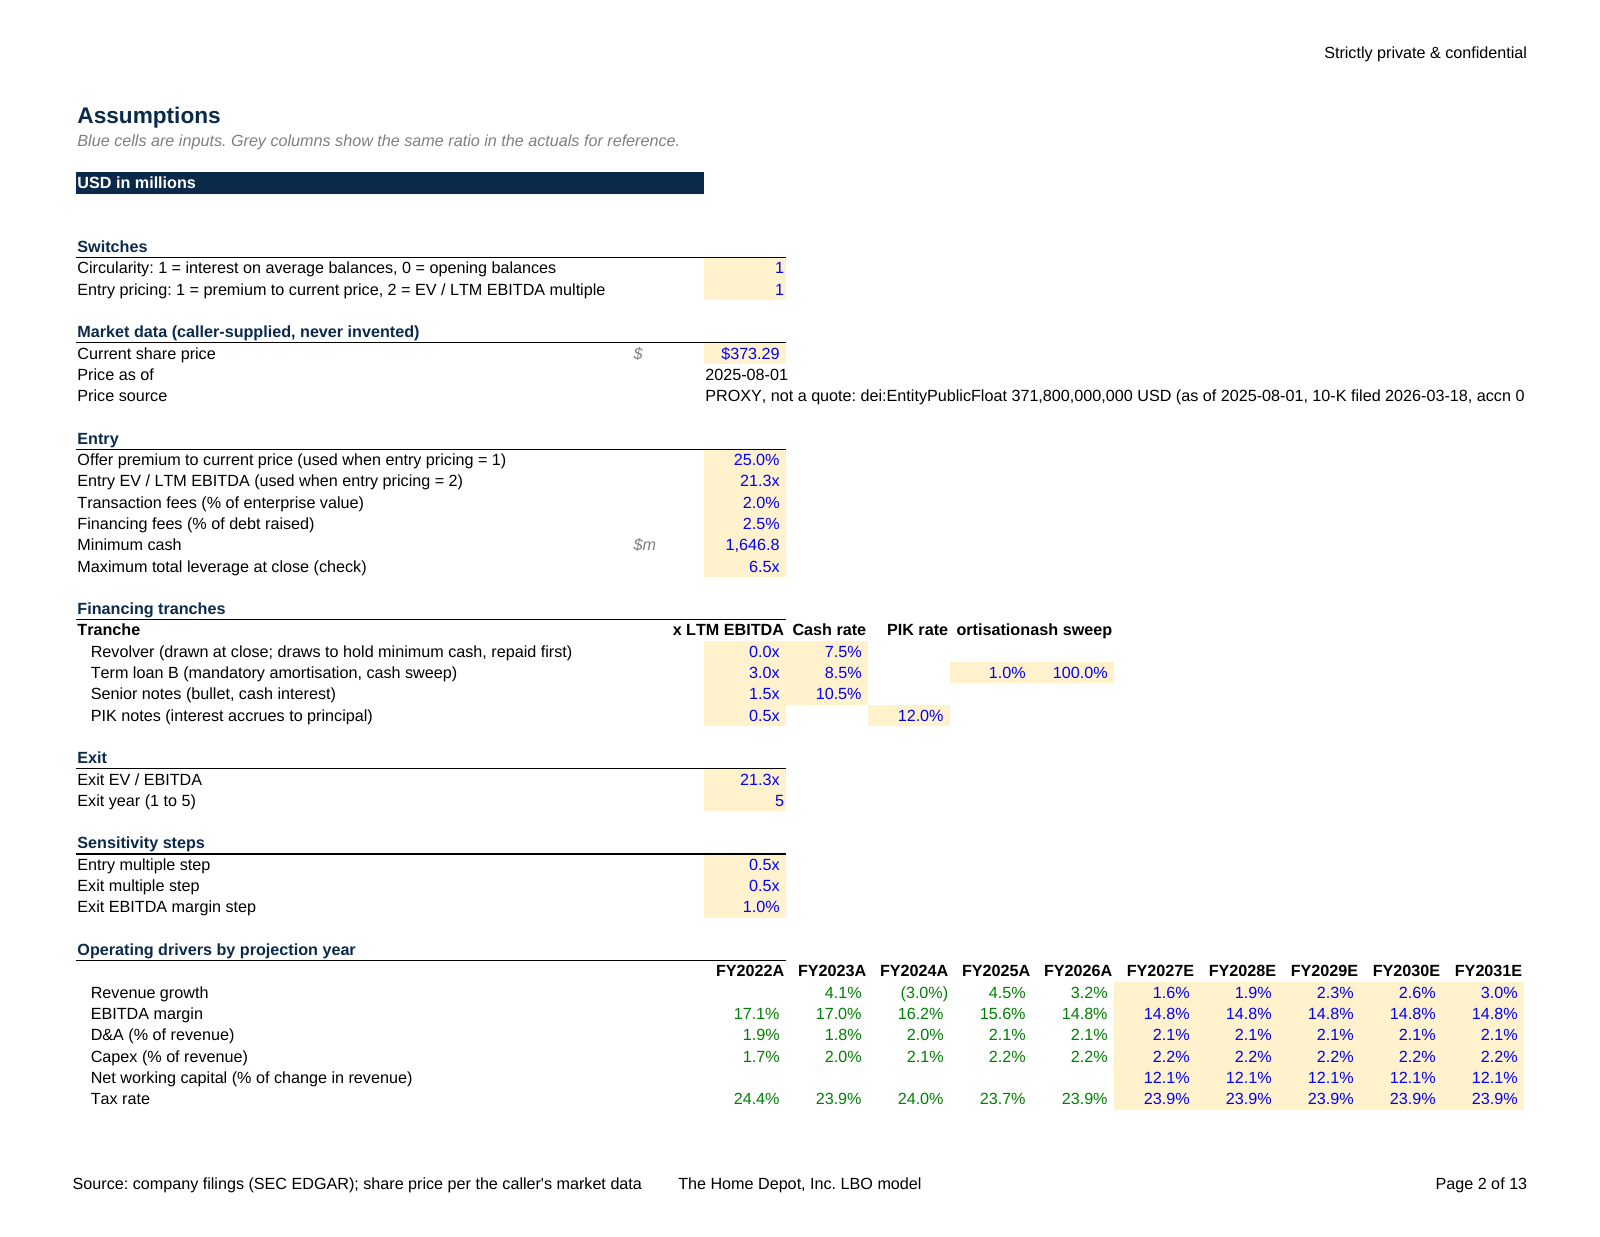 Strictly private & confidential
Assumptions
Blue cells are inputs. Grey columns show the same ratio in the actuals for reference.
USD in millions
Switches
Circularity: 1 = interest on average balances, 0 = opening balances 1
Entry pricing: 1 = premium to current price, 2 = EV / LTM EBITDA multiple 1
Market data (caller-supplied, never invented)
Current share price $ $373.29
Price as of 2025-08-01
Price source PROXY, not a quote: dei:EntityPublicFloat 371,800,000,000 USD (as of 2025-08-01, 10-K filed 2026-03-18, accn 0
Entry
Offer premium to current price (used when entry pricing = 1) 25.0%
Entry EV / LTM EBITDA (used when entry pricing = 2) 21.3x
Transaction fees (% of enterprise value) 2.0%
Financing fees (% of debt raised) 2.5%
Minimum cash $m 1,646.8
Maximum total leverage at close (check) 6.5x
Financing tranches
Tranche x LTM EBITDA Cash rate PIK rate ortisationash sweep
Revolver (drawn at close; draws to hold minimum cash, repaid first) 0.0x 7.5%
Term loan B (mandatory amortisation, cash sweep) 3.0x 8.5% 1.0% 100.0%
Senior notes (bullet, cash interest) 1.5x 10.5%
PIK notes (interest accrues to principal) 0.5x 12.0%
Exit
Exit EV / EBITDA 21.3x
Exit year (1 to 5) 5
Sensitivity steps
Entry multiple step 0.5x
Exit multiple step 0.5x
Exit EBITDA margin step 1.0%
Operating drivers by projection year
FY2022A FY2023A FY2024A FY2025A FY2026A FY2027E FY2028E FY2029E FY2030E FY2031E
Revenue growth 4.1% (3.0%) 4.5% 3.2% 1.6% 1.9% 2.3% 2.6% 3.0%
EBITDA margin 17.1% 17.0% 16.2% 15.6% 14.8% 14.8% 14.8% 14.8% 14.8% 14.8%
D&A (% of revenue) 1.9% 1.8% 2.0% 2.1% 2.1% 2.1% 2.1% 2.1% 2.1% 2.1%
Capex (% of revenue) 1.7% 2.0% 2.1% 2.2% 2.2% 2.2% 2.2% 2.2% 2.2% 2.2%
Net working capital (% of change in revenue) 12.1% 12.1% 12.1% 12.1% 12.1%
Tax rate 24.4% 23.9% 24.0% 23.7% 23.9% 23.9% 23.9% 23.9% 23.9% 23.9%
Source: company filings (SEC EDGAR); share price per the caller's market data The Home Depot, Inc. LBO model Page 2 of 13